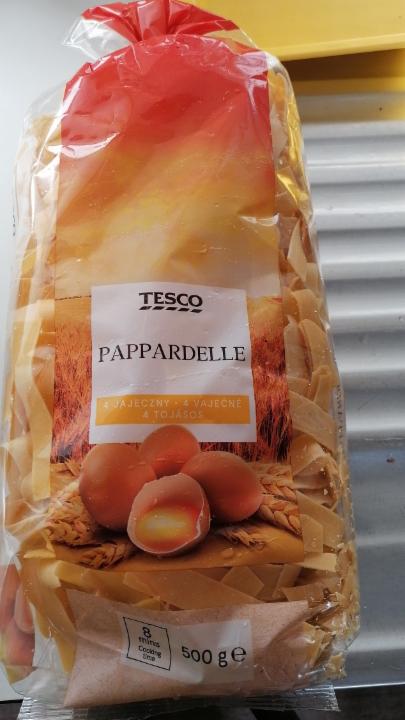 TESCO
PAPPARDELLE
4 JAJECZNY • 4 VAJEČNÉ
4 TOJÁSOS
8
mins
Cooking
time
500 g ℮